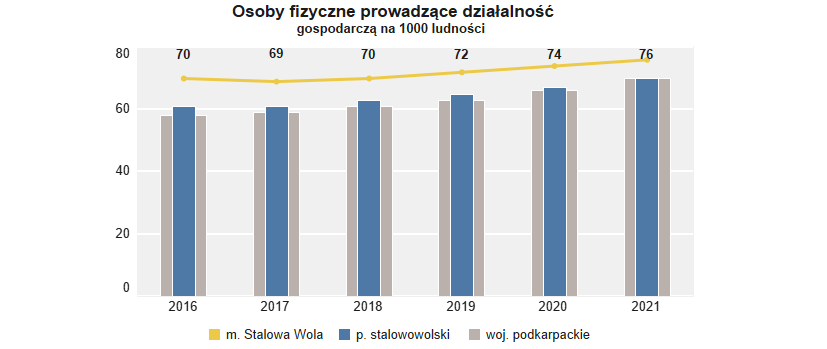 Osoby fizyczne prowadzące działalność
gospodarczą na 1000 ludności
80
70 69 70 72 74 76
60
40
20
0
2016 2017 2018 2019 2020 2021
m. Stalowa Wola p. stalowowolski woj. podkarpackie